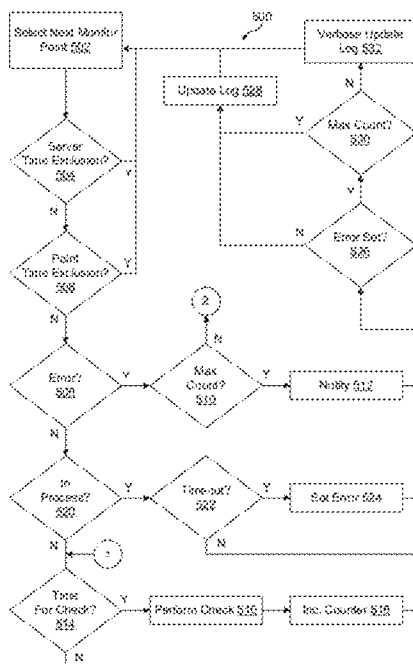 500
Select Next Monitor
Point 502
Verbose Update
Log 532
Update Log 528
N
Server
Time Exclusion?
504
Y
Y
Max Count?
530
N
Y
Point
Time Exclusion?
506
Y
N
Error Set?
526
N
2
N
Error?
508
Y
Max
Count?
510
Y
Notify 512
N
In
Process?
520
Y
Time-out?
522
Y
Set Error 524
N
N
Time
For Check?
514
Y
Perform Check 516
Inc. Counter 518
N